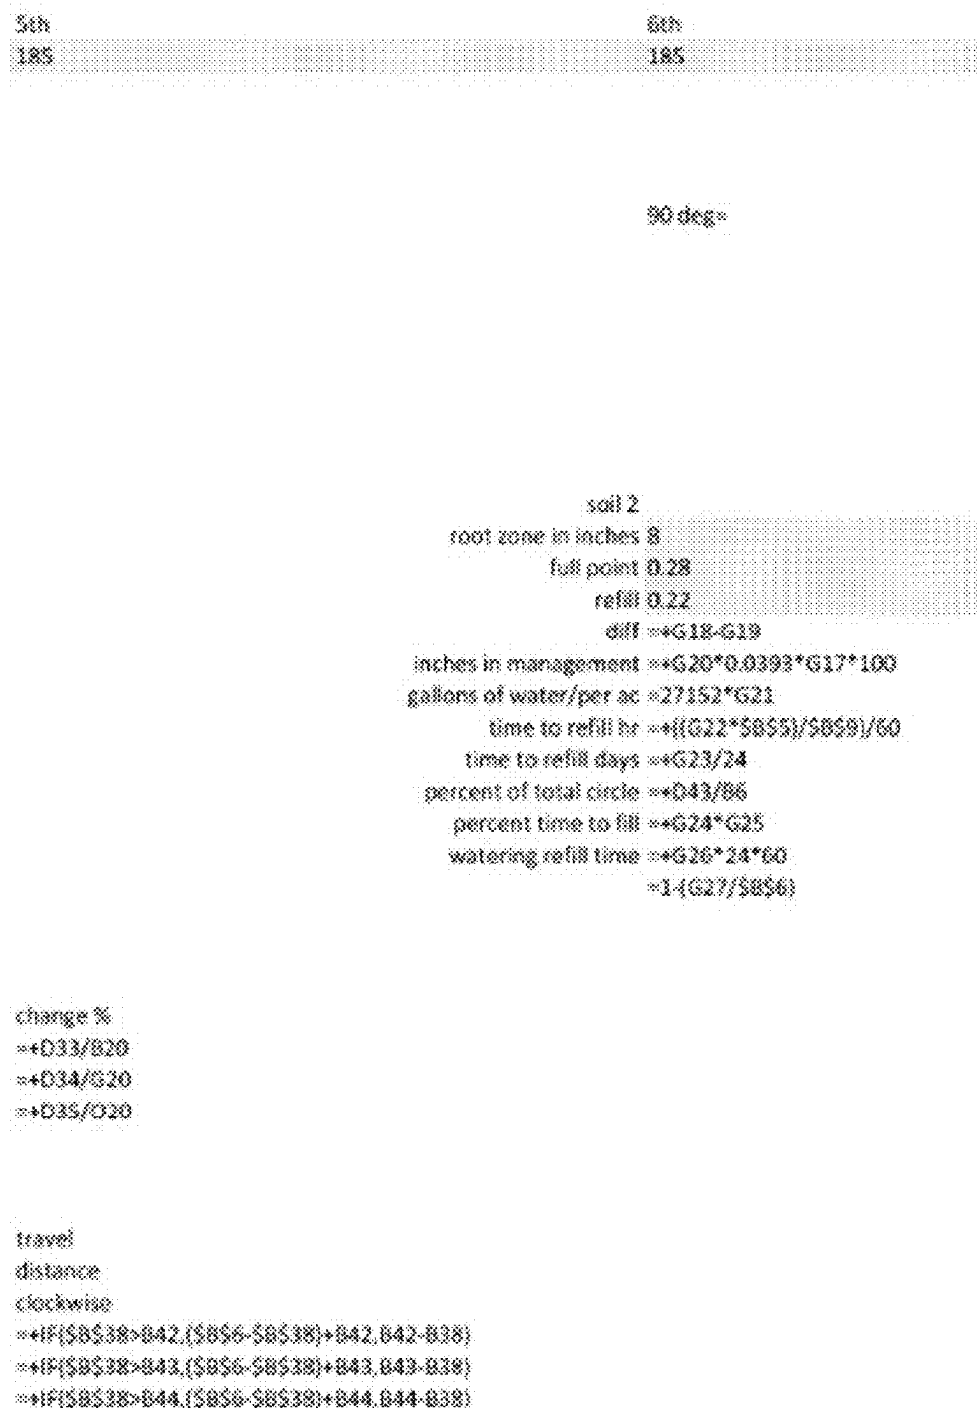 5th 6th
185 185
90 deg=
soil 2
root zone in inches 8
full point 0.28
refill 0.22
diff =+G18-G19
inches in management =+G20*0.0393*G17*100
gallons of water/per ac =27152*G21
time to refill hr =+((G22*$B$5)/$B$9)/60
time to refill days =+G23/24
percent of total circle =+D43/B6
percent time to fill =+G24*G25
watering refill time =+G26*24*60
=1-(G27/$B$6)
change %
=+D33/B20
=+D34/G20
=+D35/O20
travel
distance
clockwise
=+IF($B$38>B42,($B$6-$B$38)+B42,B42-B38)
=+IF($B$38>B43,($B$6-$B$38)+B43,B43-B39)
=+IF($B$38>B44,($B$6-$B$38)+B44,B44-B38)